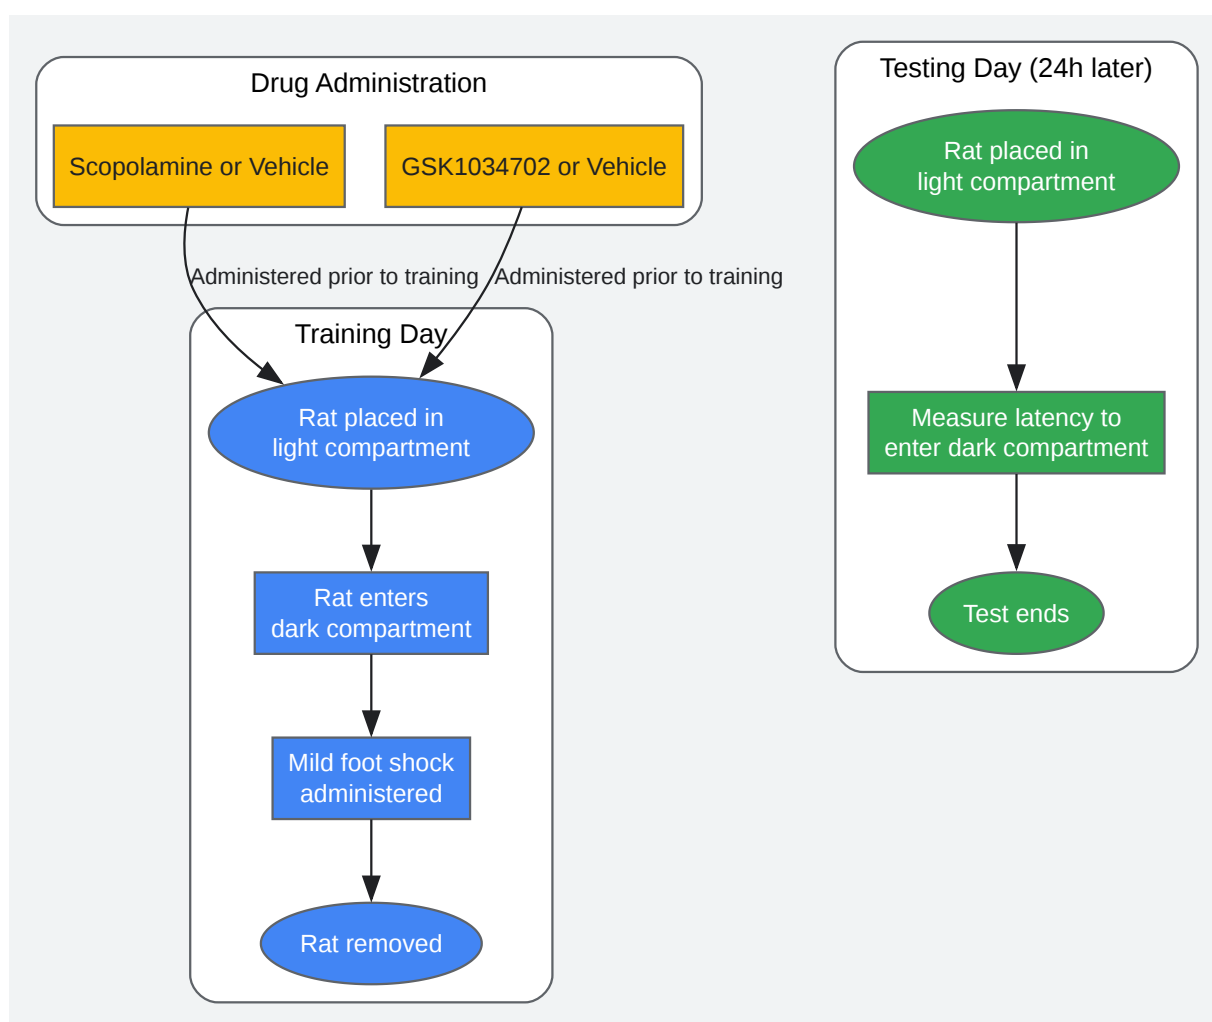 Drug Administration
Scopolamine or Vehicle
GSK1034702 or Vehicle
Administered prior to training
Administered prior to training
Training Day
Rat placed in
light compartment
Rat enters
dark compartment
Mild foot shock
administered
Rat removed
Testing Day (24h later)
Rat placed in
light compartment
Measure latency to
enter dark compartment
Test ends